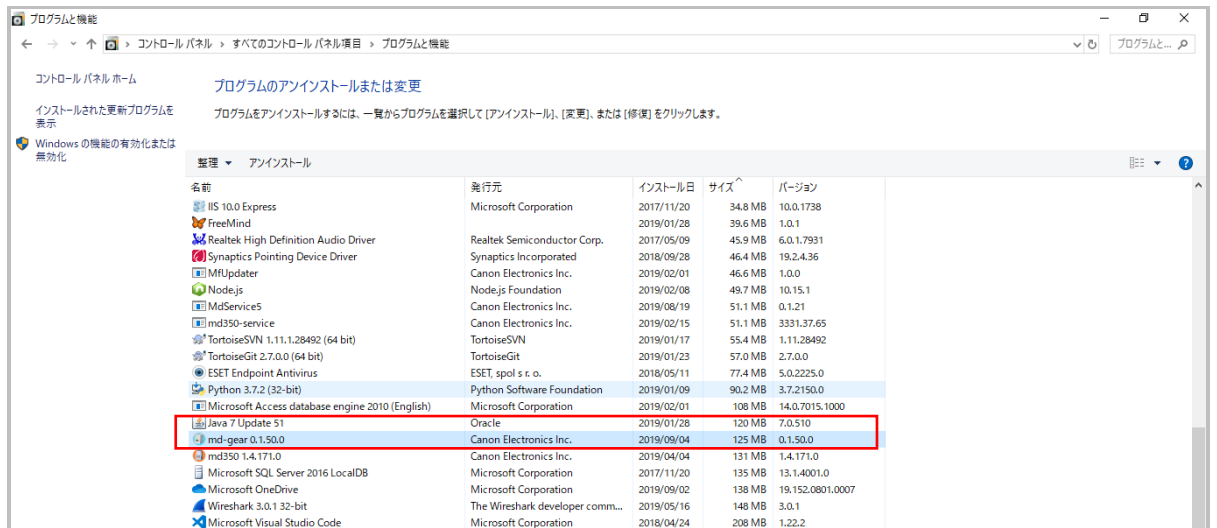 プログラムと機能
コントロール パネル › すべてのコントロール パネル項目 › プログラムと機能
プログラムと...
コントロール パネル ホーム
インストールされた更新プログラムを
表示
Windows の機能の有効化または
無効化
プログラムのアンインストールまたは変更
プログラムをアンインストールするには、一覧からプログラムを選択して [アンインストール]、[変更]、または [修復] をクリックします。
整理 アンインストール
名前 発行元 インストール日 サイズ バージョン
IIS 10.0 Express Microsoft Corporation 2017/11/20 34.8 MB 10.0.1738
FreeMind 2019/01/28 39.6 MB 1.0.1
Realtek High Definition Audio Driver Realtek Semiconductor Corp. 2017/05/09 45.9 MB 6.0.1.7931
Synaptics Pointing Device Driver Synaptics Incorporated 2018/09/28 46.4 MB 19.2.4.36
MfUpdater Canon Electronics Inc. 2019/02/01 46.6 MB 1.0.0
Node.js Node.js Foundation 2019/02/08 49.7 MB 10.15.1
MdService5 Canon Electronics Inc. 2019/08/19 51.1 MB 0.1.21
md350-service Canon Electronics Inc. 2019/02/15 51.1 MB 3331.37.65
TortoiseSVN 1.11.1.28492 (64 bit) TortoiseSVN 2019/01/17 55.4 MB 1.11.28492
TortoiseGit 2.7.0.0 (64 bit) TortoiseGit 2019/01/23 57.0 MB 2.7.0.0
ESET Endpoint Antivirus ESET, spol s r. o. 2018/05/11 77.4 MB 5.0.2225.0
Python 3.7.2 (32-bit) Python Software Foundation 2019/01/09 90.2 MB 3.7.2150.0
Microsoft Access database engine 2010 (English) Microsoft Corporation 2019/02/01 108 MB 14.0.7015.1000
Java 7 Update 51 Oracle 2019/01/28 120 MB 7.0.510
md-gear 0.1.50.0 Canon Electronics Inc. 2019/09/04 125 MB 0.1.50.0
md350 1.4.171.0 Canon Electronics Inc. 2019/04/04 131 MB 1.4.171.0
Microsoft SQL Server 2016 LocalDB Microsoft Corporation 2017/11/20 135 MB 13.1.4001.0
Microsoft OneDrive Microsoft Corporation 2019/09/02 138 MB 19.152.0801.0007
Wireshark 3.0.1 32-bit The Wireshark developer comm... 2019/05/16 148 MB 3.0.1
Microsoft Visual Studio Code Microsoft Corporation 2018/04/24 208 MB 1.22.2